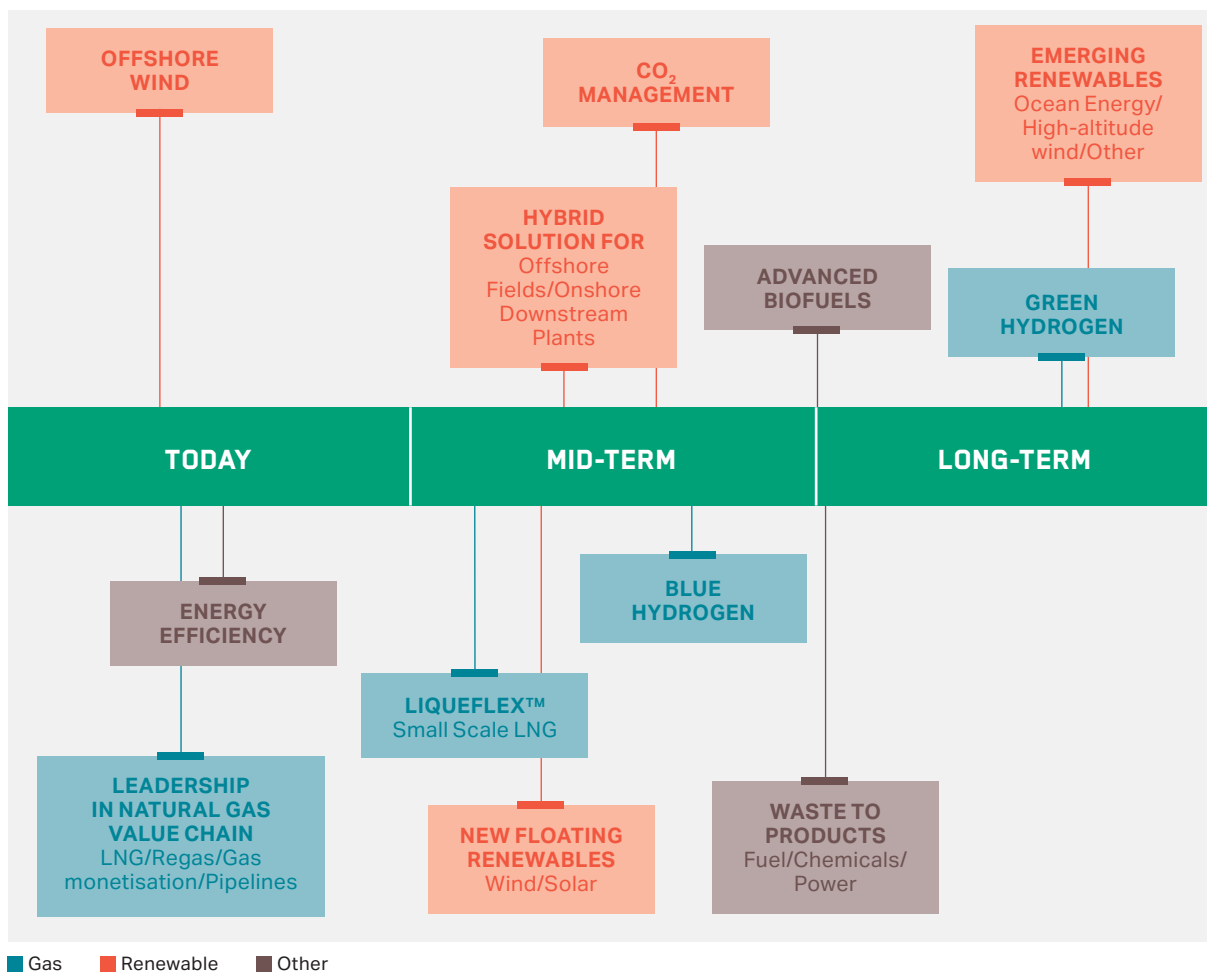 OFFSHORE
WIND
CO₂
MANAGEMENT
EMERGING
RENEWABLES
Ocean Energy/
High-altitude
wind/Other
HYBRID
SOLUTION FOR
Offshore
Fields/Onshore
Downstream
Plants
ADVANCED
BIOFUELS
GREEN
HYDROGEN
TODAY
MID-TERM
LONG-TERM
ENERGY
EFFICIENCY
BLUE
HYDROGEN
LIQUEFLEX™
Small Scale LNG
LEADERSHIP
IN NATURAL GAS
VALUE CHAIN
LNG/Regas/Gas
monetisation/Pipelines
NEW FLOATING
RENEWABLES
Wind/Solar
WASTE TO
PRODUCTS
Fuel/Chemicals/
Power
Gas
Renewable
Other